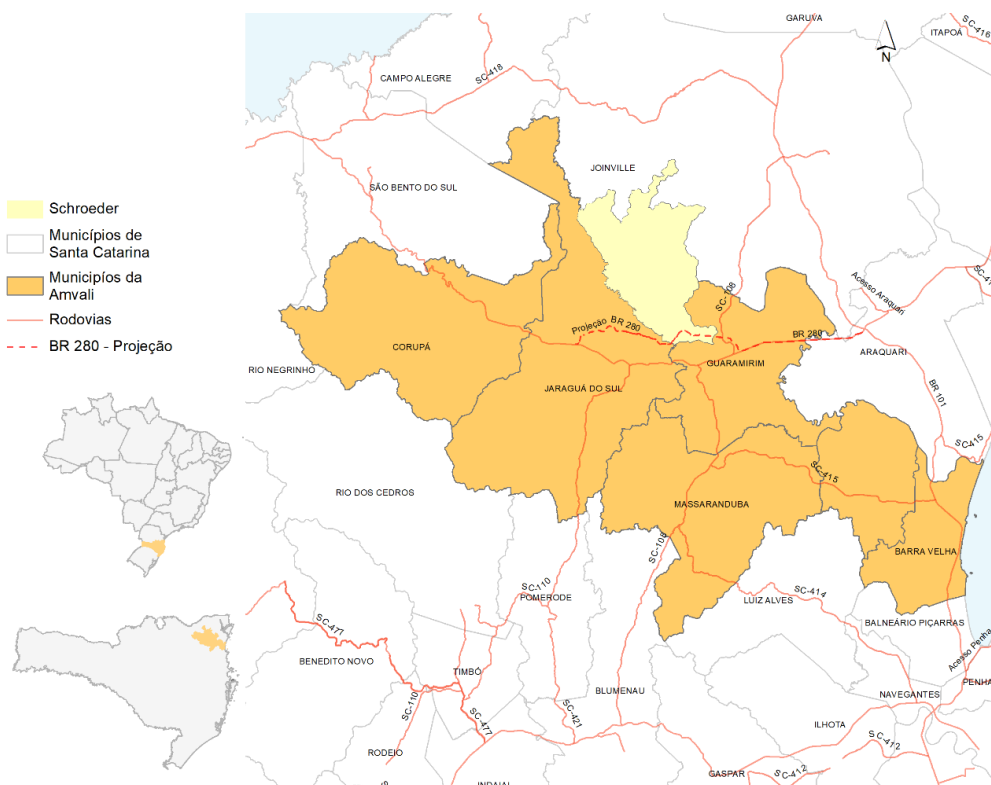 GARUVA
SC-416
ITAPOÁ
N
CAMPO ALEGRE
SC-418
JOINVILLE
SÃO BENTO DO SUL
Schroeder
Municípios de
Santa Catarina
Municipíos da
Amvali
Rodovias
BR 280 - Projeção
SC-108
Acesso Araquari
Projeção BR 280
BR 280
CORUPÁ
GUARAMIRIM
ARAQUARI
RIO NEGRINHO
JARAGUÁ DO SUL
BR 101
SC-415
SC-415
RIO DOS CEDROS
MASSARANDUBA
SC-108
BARRA VELHA
SC-110
POMERODE
SC-414
LUIZ ALVES
BALNEÁRIO PIÇARRAS
SC-477
BENEDITO NOVO
TIMBÓ
Acesso Penha
PENHA
BLUMENAU
NAVEGANTES
SC-110
SC-477
SC-421
ILHOTA
RODEIO
SC-412
GASPAR
SC-412